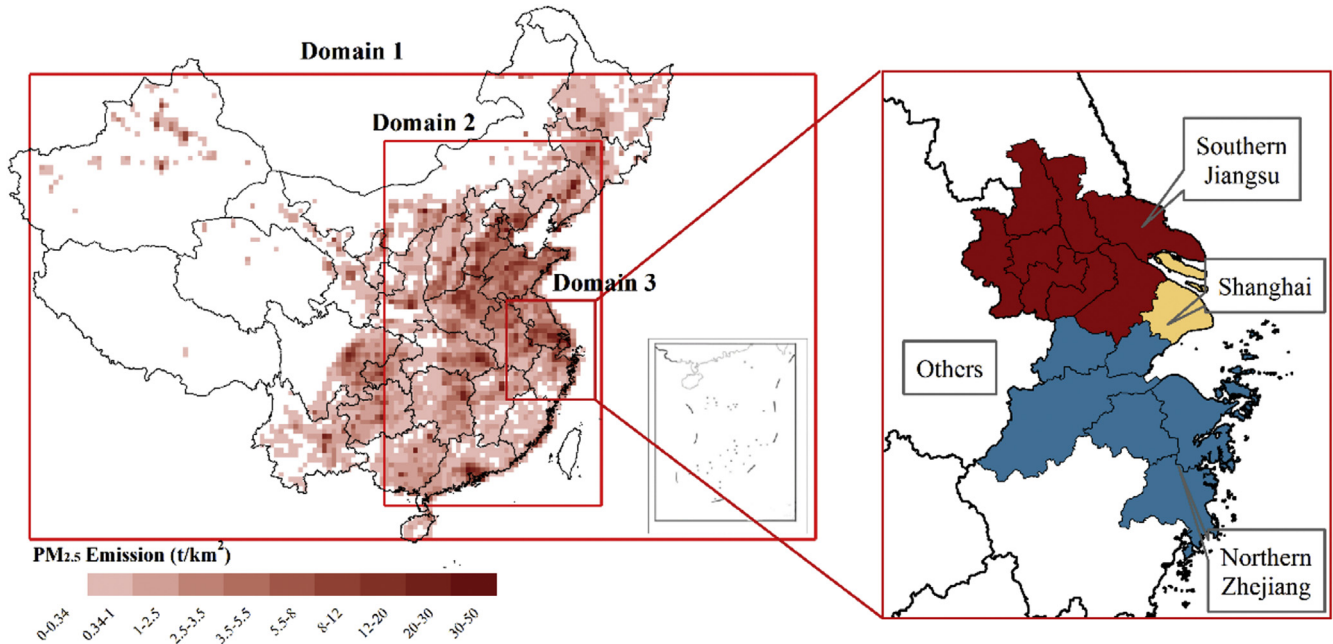 Domain 1
Domain 2
Domain 3
PM2.5 Emission (t/km²)
0-0.34
0.34-1
1-2.5
2.5-3.5
3.5-5.5
5.5-8
8-12
12-20
20-30
30-50
Southern
Jiangsu
Shanghai
Others
Northern
Zhejiang